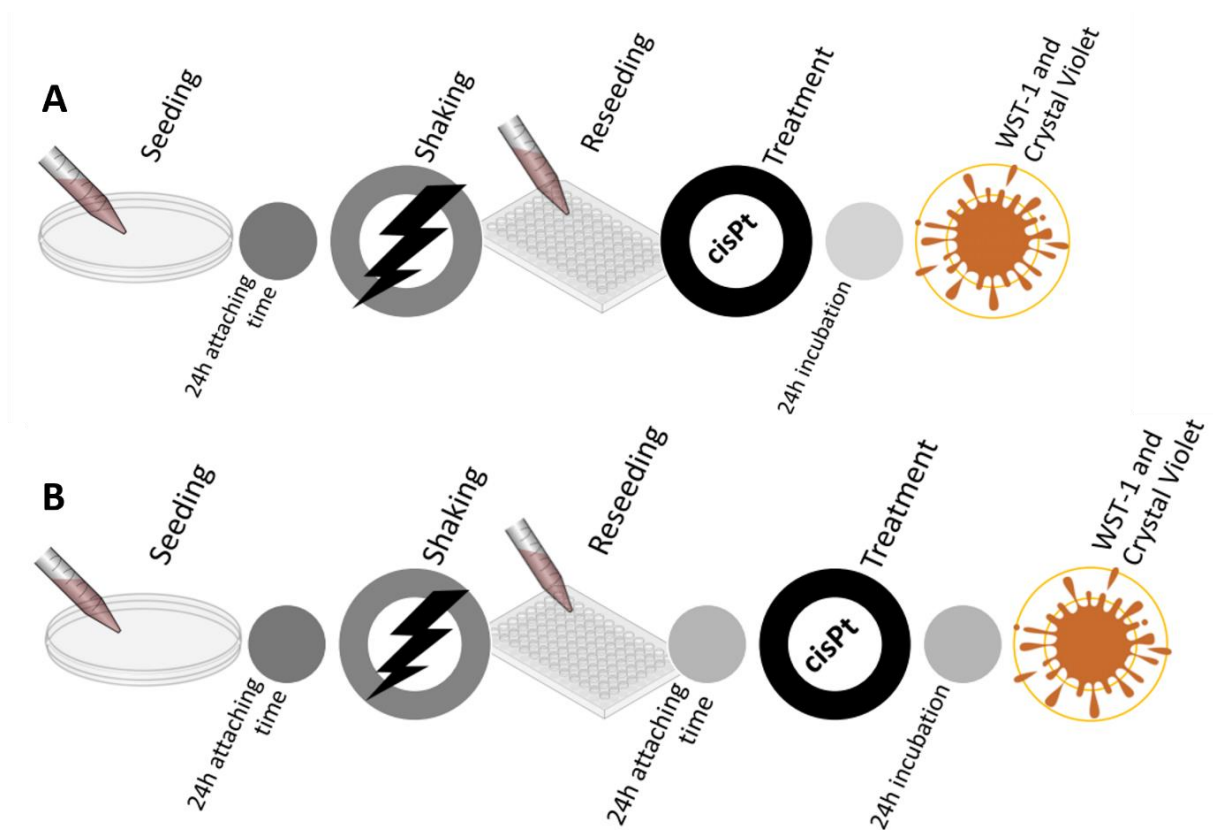 A
Seeding
24h attaching
time
Shaking
Reseeding
Treatment
cisPt
24h incubation
WST-1 and
Crystal Violet
B
Seeding
24h attaching
time
Shaking
Reseeding
24h attaching
time
Treatment
cisPt
24h incubation
WST-1 and
Crystal Violet